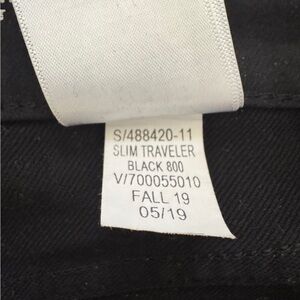 S/488420-11
SLIM TRAVELER
BLACK 800
V/700055010
FALL 19
05/19